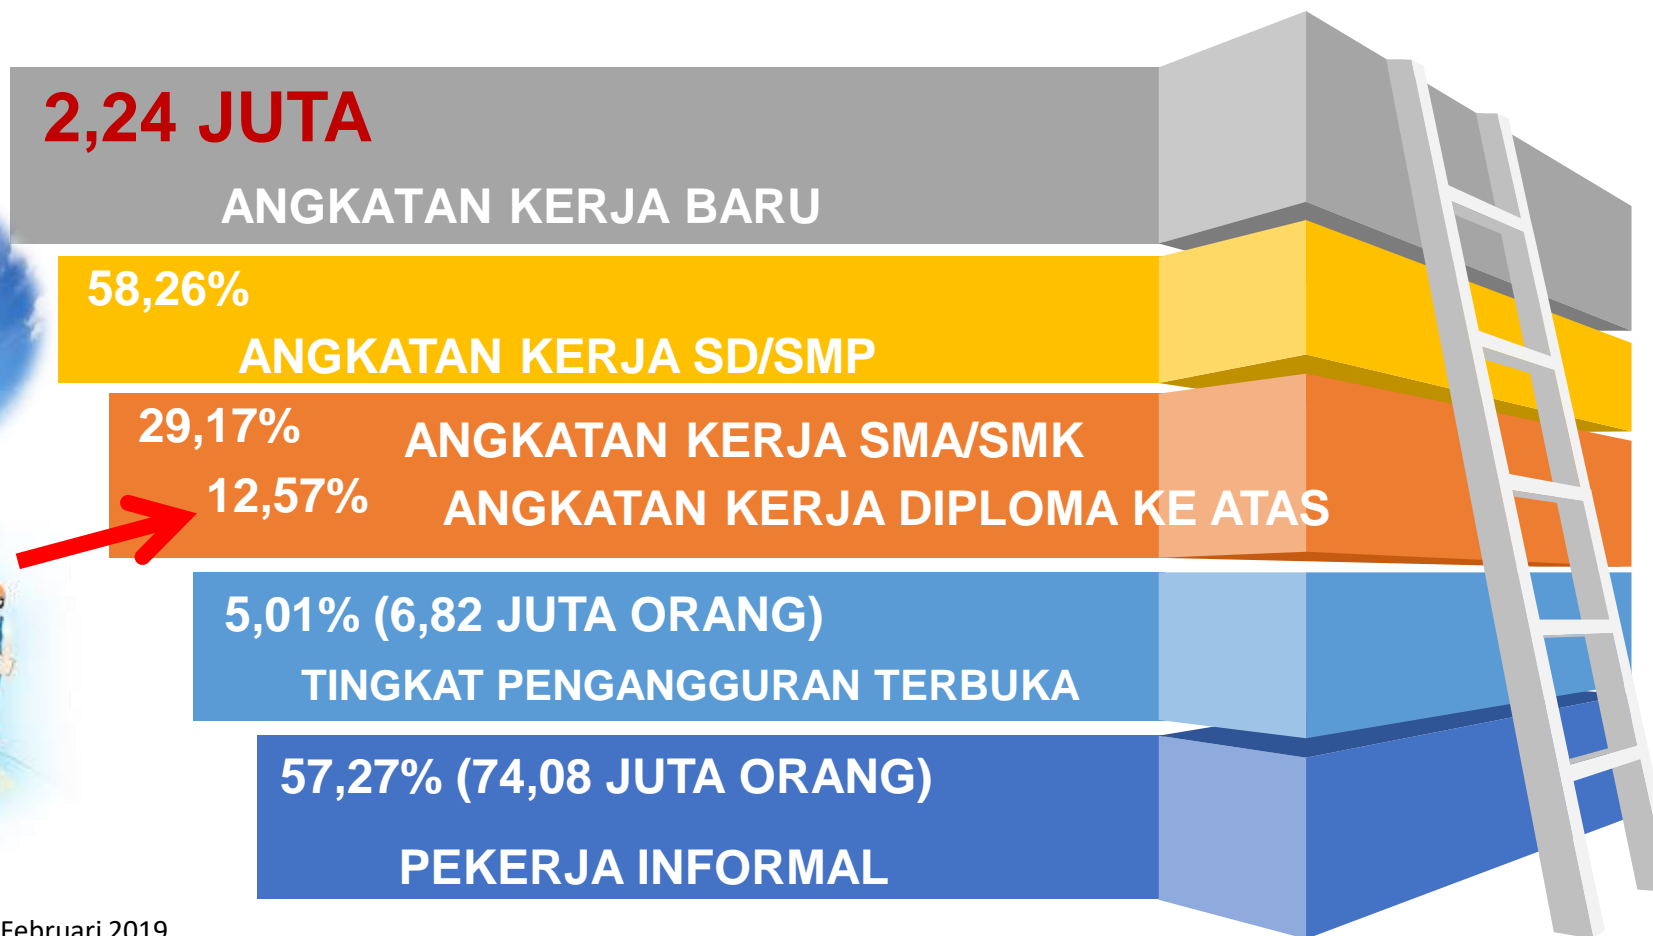 2,24 JUTA
ANGKATAN KERJA BARU
58,26%
ANGKATAN KERJA SD/SMP
29,17% ANGKATAN KERJA SMA/SMK
12,57% ANGKATAN KERJA DIPLOMA KE ATAS
5,01% (6,82 JUTA ORANG)
TINGKAT PENGANGGURAN TERBUKA
57,27% (74,08 JUTA ORANG)
PEKERJA INFORMAL
Februari 2019